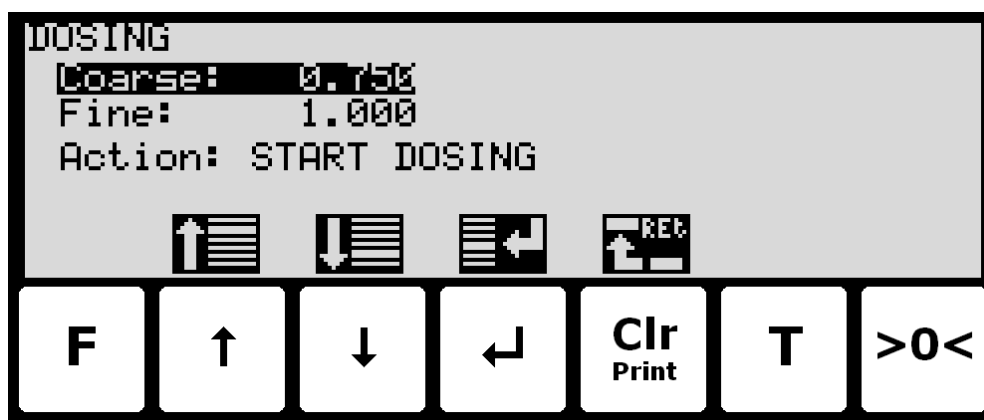 DOSING
Coarse: 0.750
Fine: 1.000
Action: START DOSING
REt
F ↑ ↓ ↵ Clr T >0<
Print